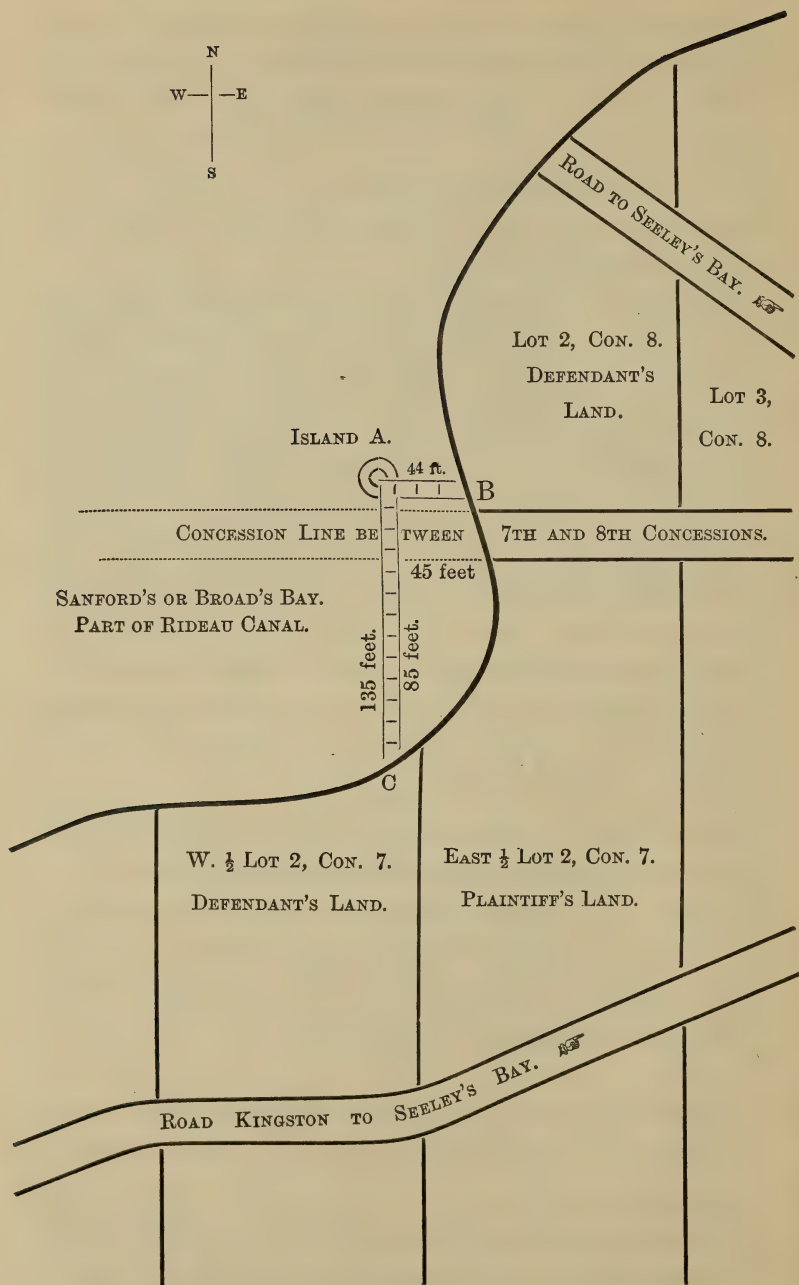 N
W — E
S
ROAD TO SEELEY'S BAY.
LOT 2, CON. 8.
DEFENDANT'S
LAND.
LOT 3,
CON. 8.
ISLAND A.
44 ft.
B
CONCESSION LINE BETWEEN 7TH AND 8TH CONCESSIONS.
45 feet
SANFORD'S OR BROAD'S BAY.
PART OF RIDEAU CANAL.
135 feet.
85 feet.
C
W. ½ LOT 2, CON. 7.
DEFENDANT'S LAND.
EAST ½ LOT 2, CON. 7.
PLAINTIFF'S LAND.
ROAD KINGSTON TO SEELEY'S BAY.